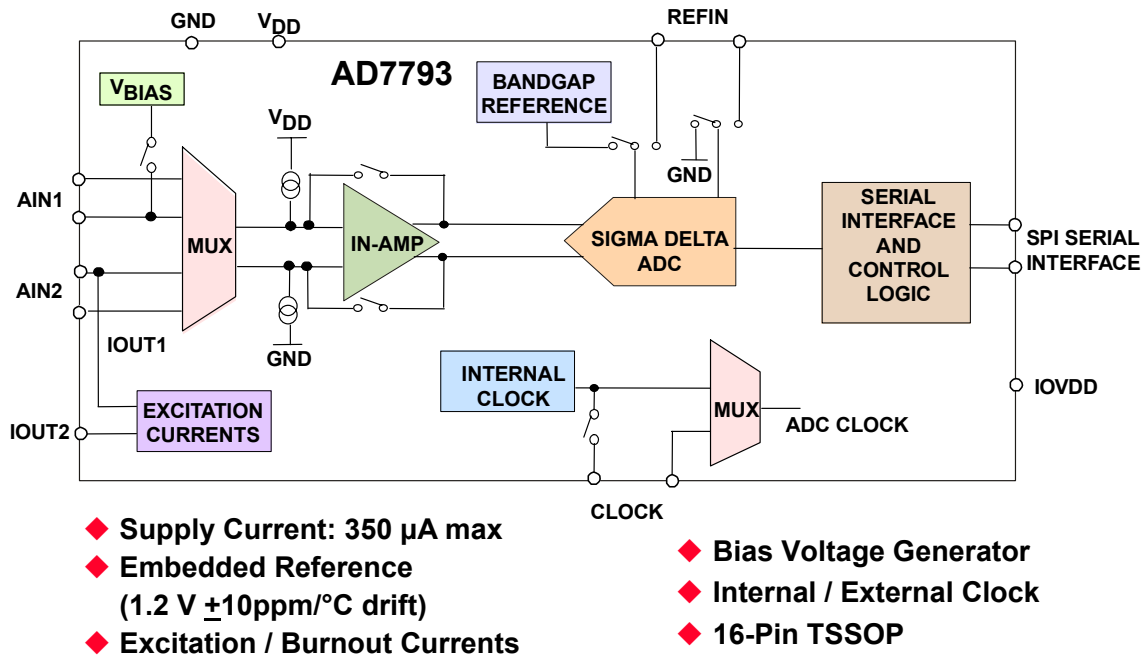 GND
VDD
REFIN
AD7793
VBIAS
VDD
BANDGAP
REFERENCE
GND
AIN1
MUX
IN-AMP
SIGMA DELTA
ADC
SERIAL
INTERFACE
AND
CONTROL
LOGIC
SPI SERIAL
INTERFACE
AIN2
IOUT1
GND
INTERNAL
CLOCK
MUX
ADC CLOCK
IOVDD
IOUT2
EXCITATION
CURRENTS
CLOCK
◆ Supply Current: 350 µA max
◆ Embedded Reference
(1.2 V ±10ppm/°C drift)
◆ Excitation / Burnout Currents
◆ Bias Voltage Generator
◆ Internal / External Clock
◆ 16-Pin TSSOP